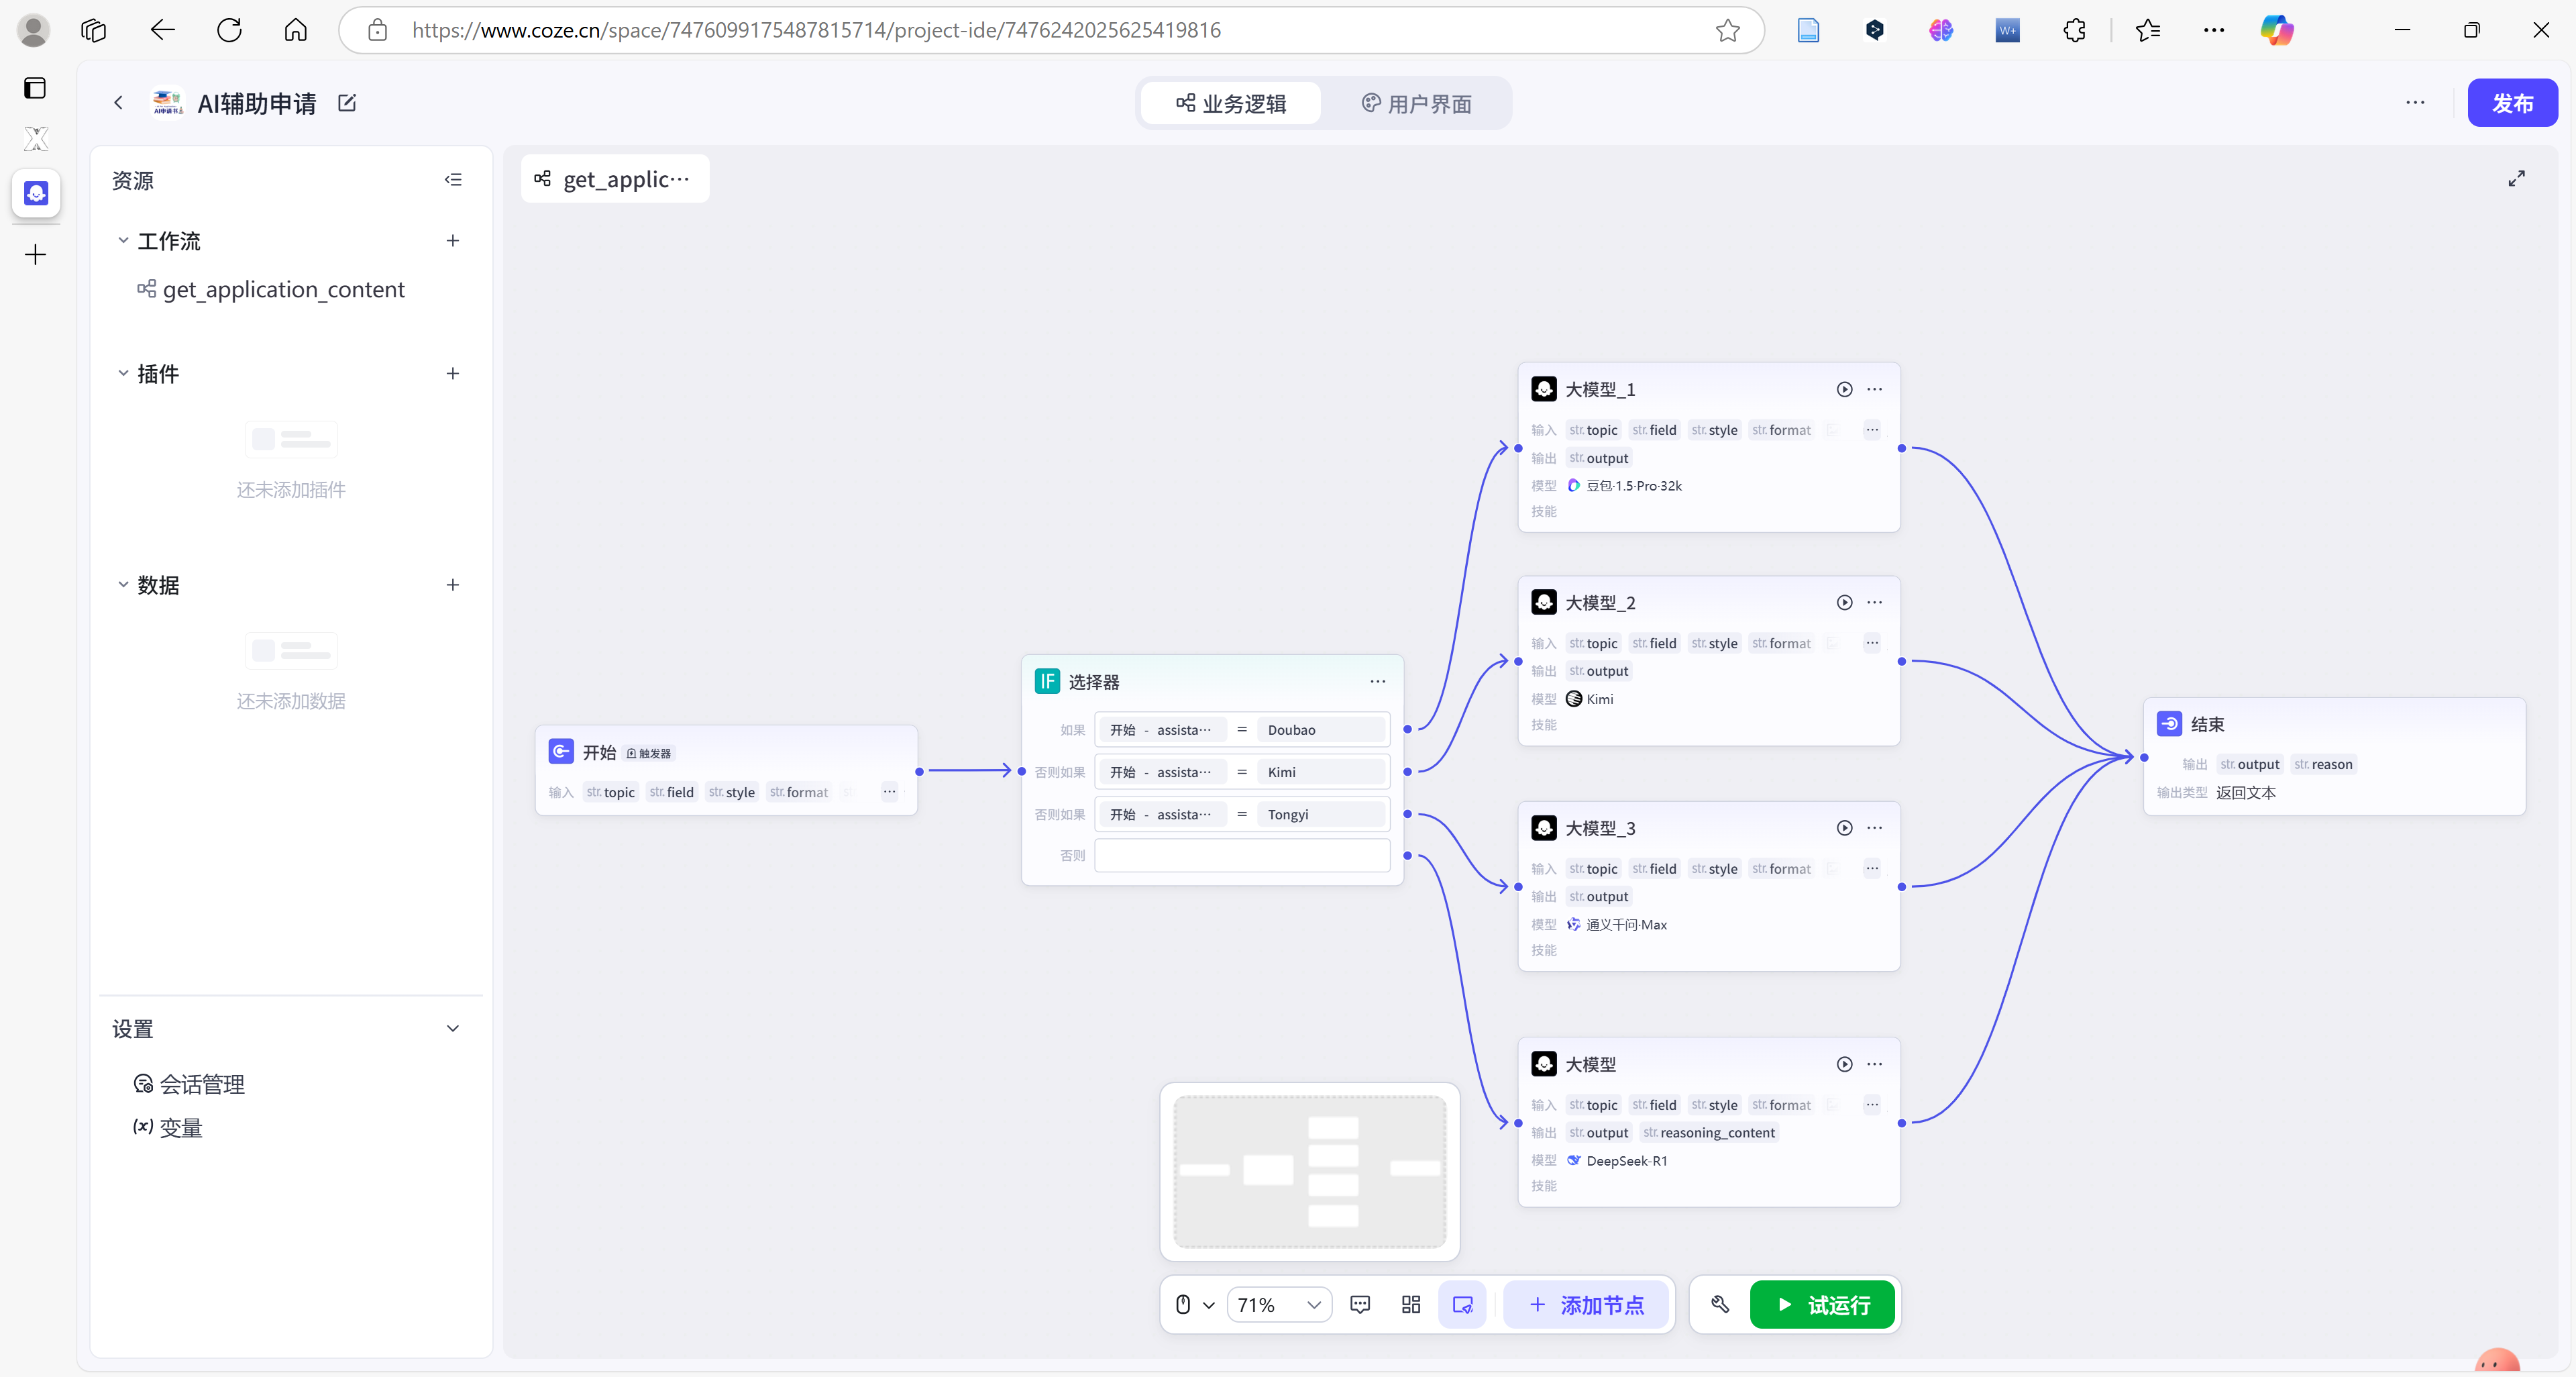 https://www.coze.cn/space/7476099175487815714/project-ide/7476242025625419816
W+
AI辅助申请
业务逻辑
用户界面
发布
资源
工作流
get_application_content
插件
还未添加插件
数据
还未添加数据
设置
会话管理
(x) 变量
get_applic···
开始 触发器
输入 str. topic str. field str. style str. format ···
IF 选择器
如果 开始 - assista··· = Doubao
否则如果 开始 - assista··· = Kimi
否则如果 开始 - assista··· = Tongyi
否则
大模型_1
输入 str. topic str. field str. style str. format ···
输出 str. output
模型 豆包·1.5·Pro·32k
技能
大模型_2
输入 str. topic str. field str. style str. format ···
输出 str. output
模型 Kimi
技能
大模型_3
输入 str. topic str. field str. style str. format ···
输出 str. output
模型 通义千问·Max
技能
大模型
输入 str. topic str. field str. style str. format ···
输出 str. output str. reasoning_content
模型 DeepSeek-R1
技能
结束
输出 str. output str. reason
输出类型 返回文本
71%
添加节点
试运行